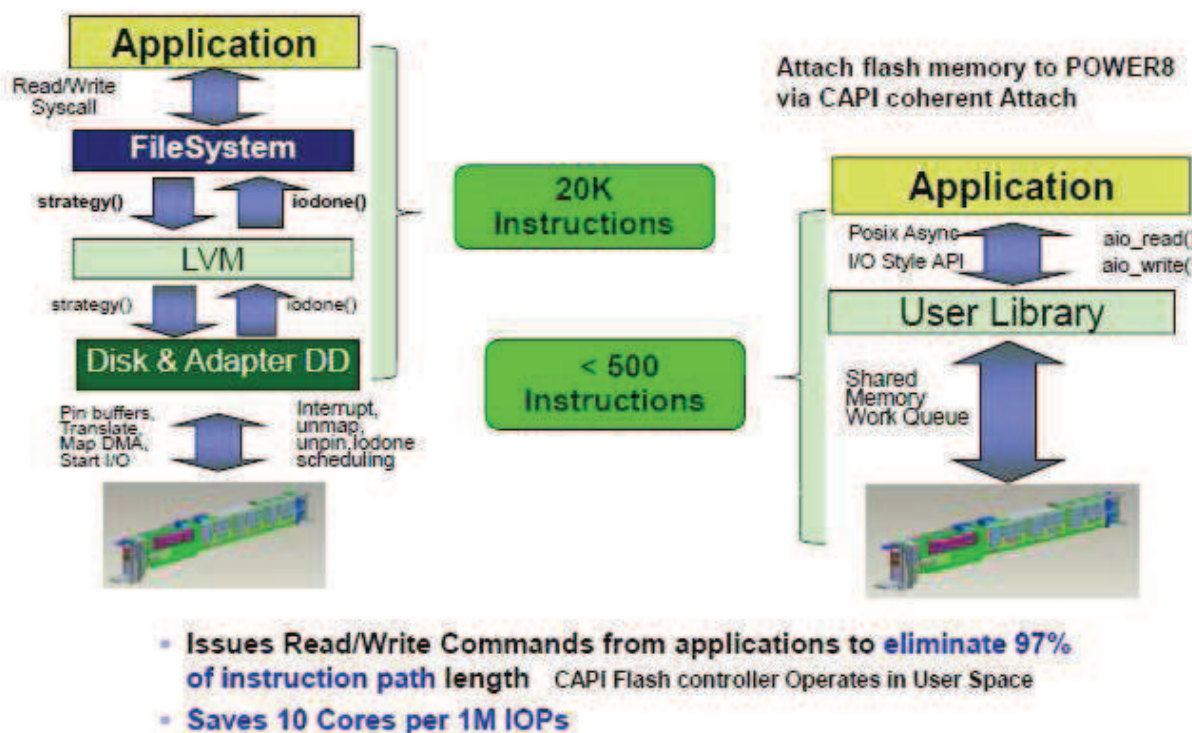 Application
Read/Write
Syscall
FileSystem
strategy()
iodone()
LVM
strategy()
iodone()
Disk & Adapter DD
Pin buffers,
Translate,
Map DMA,
Start I/O
Interrupt,
unmap,
unpin,Iodone
scheduling
20K
Instructions
< 500
Instructions
Attach flash memory to POWER8
via CAPI coherent Attach
Application
Posix Async
I/O Style API
aio_read()
aio_write(
User Library
Shared
Memory
Work Queue
Issues Read/Write Commands from applications to eliminate 97%
of instruction path length CAPI Flash controller Operates in User Space
Saves 10 Cores per 1M IOPs